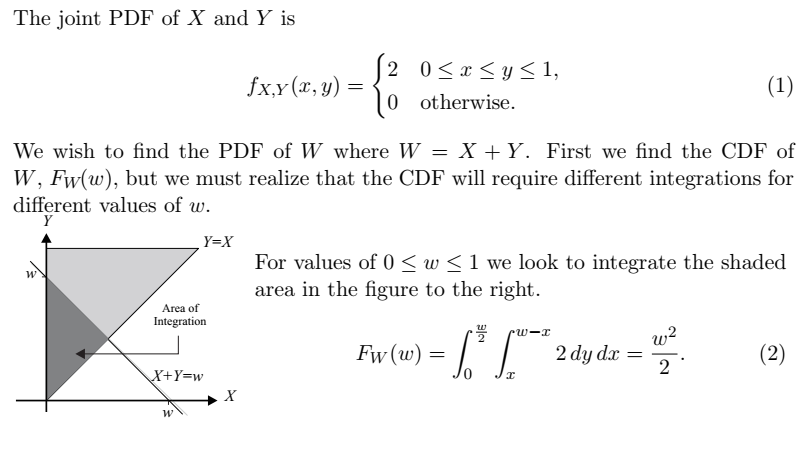 The joint PDF of X and Y is
f_{X,Y}(x, y) = { 2 0 ≤ x ≤ y ≤ 1,
0 otherwise. (1)
We wish to find the PDF of W where W = X + Y. First we find the CDF of
W, F_W(w), but we must realize that the CDF will require different integrations for
different values of w.
Y
Y=X
w
Area of
Integration
X+Y=w
X
w
For values of 0 ≤ w ≤ 1 we look to integrate the shaded
area in the figure to the right.
F_W(w) = ∫_0^{w/2} ∫_x^{w−x} 2 dy dx = w²/2. (2)